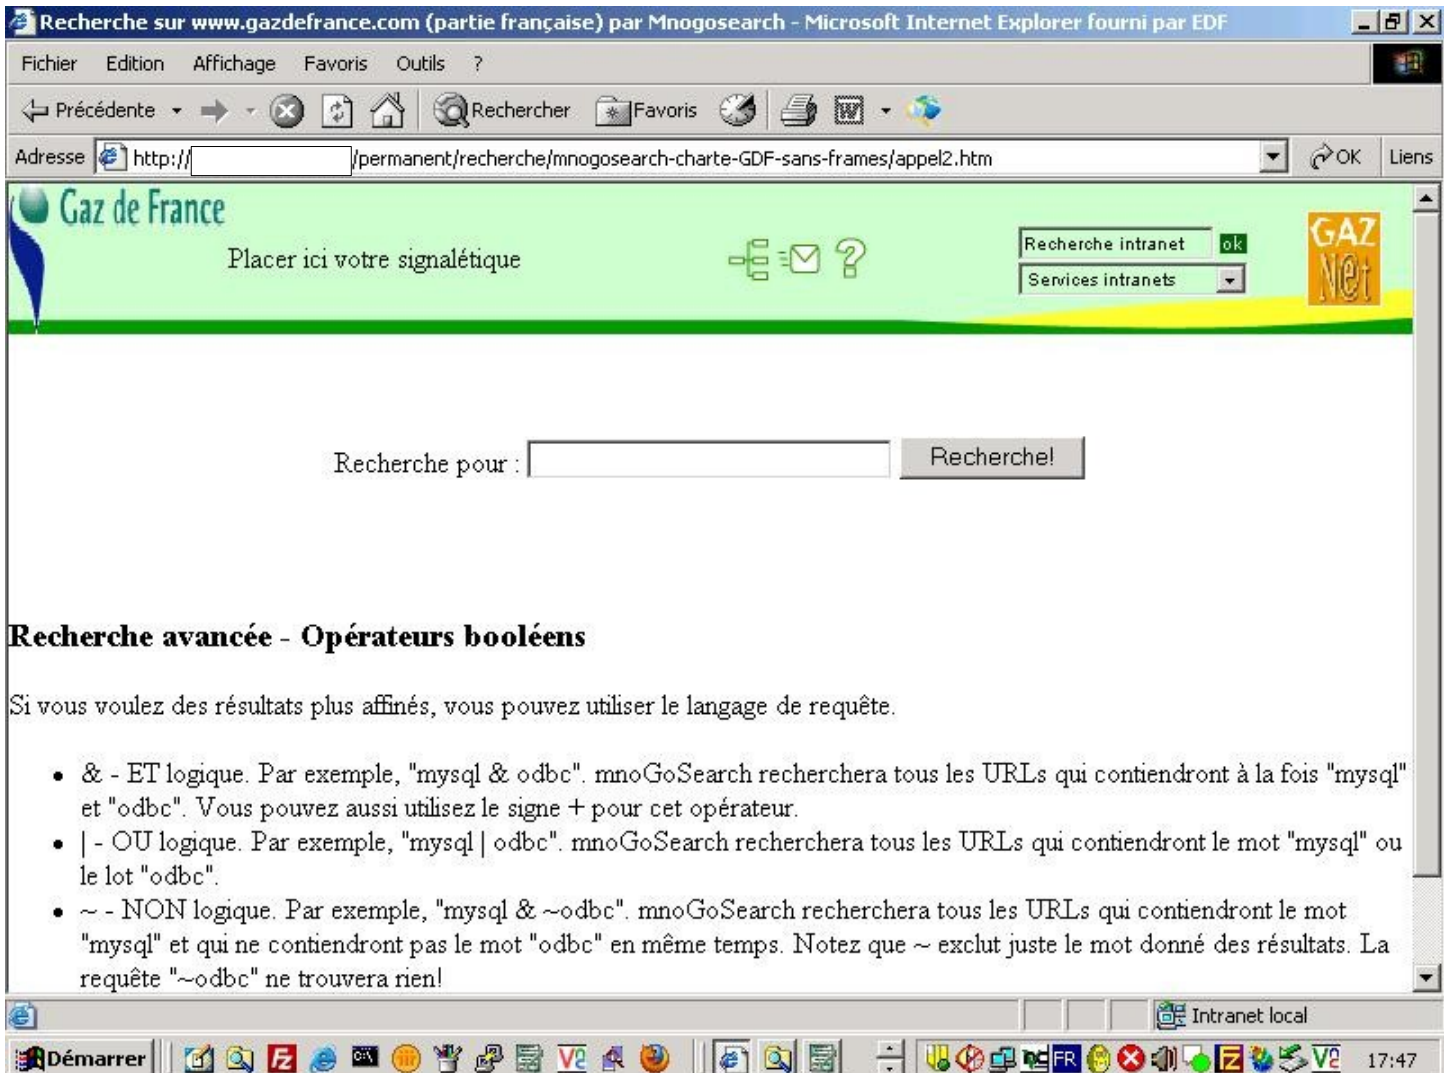 Recherche sur www.gazdefrance.com (partie française) par Mnogosearch - Microsoft Internet Explorer fourni par EDF
Fichier Edition Affichage Favoris Outils ?
Précédente Rechercher Favoris
Adresse http:// /permanent/recherche/mnogosearch-charte-GDF-sans-frames/appel2.htm OK Liens
Gaz de France
Placer ici votre signalétique
Recherche intranet ok
Services intranets
GAZ
N@t
Recherche pour : Recherche!
Recherche avancée - Opérateurs booléens
Si vous voulez des résultats plus affinés, vous pouvez utiliser le langage de requête.
• & - ET logique. Par exemple, "mysql & odbc". mnoGoSearch recherchera tous les URLs qui contiendront à la fois "mysql"
et "odbc". Vous pouvez aussi utilisez le signe + pour cet opérateur.
• | - OU logique. Par exemple, "mysql | odbc". mnoGoSearch recherchera tous les URLs qui contiendront le mot "mysql" ou
le lot "odbc".
• ~ - NON logique. Par exemple, "mysql & ~odbc". mnoGoSearch recherchera tous les URLs qui contiendront le mot
"mysql" et qui ne contiendront pas le mot "odbc" en même temps. Notez que ~ exclut juste le mot donné des résultats. La
requête "~odbc" ne trouvera rien!
Intranet local
Démarrer FR 17:47